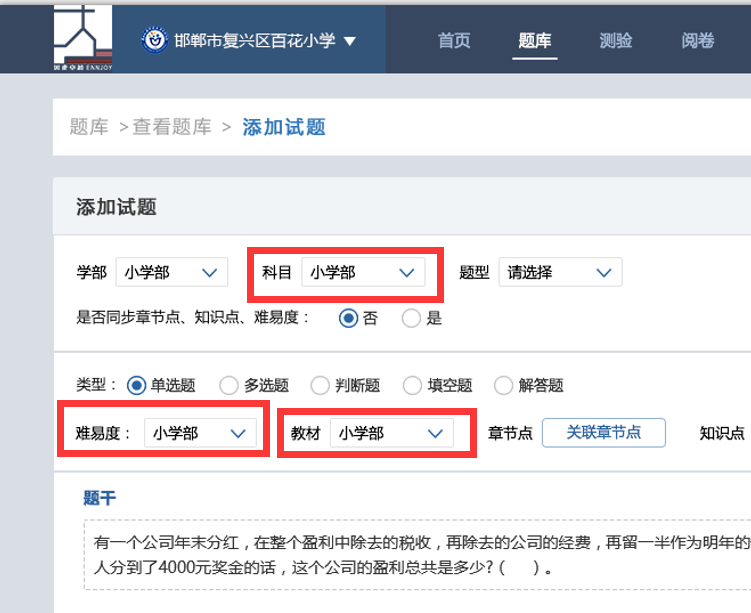 邯郸市复兴区百花小学 首页 题库 测验 阅卷
ENNJOY
题库 >查看题库 > 添加试题
添加试题
学部 小学部 科目 小学部 题型 请选择
是否同步章节点、知识点、难易度： 否 是
类型： 单选题 多选题 判断题 填空题 解答题
难易度： 小学部 教材 小学部 章节点 关联章节点 知识点
题干
有一个公司年末分红，在整个盈利中除去的税收，再除去的公司的经费，再留一半作为明年的
人分到了4000元奖金的话，这个公司的盈利总共是多少?（ ）。